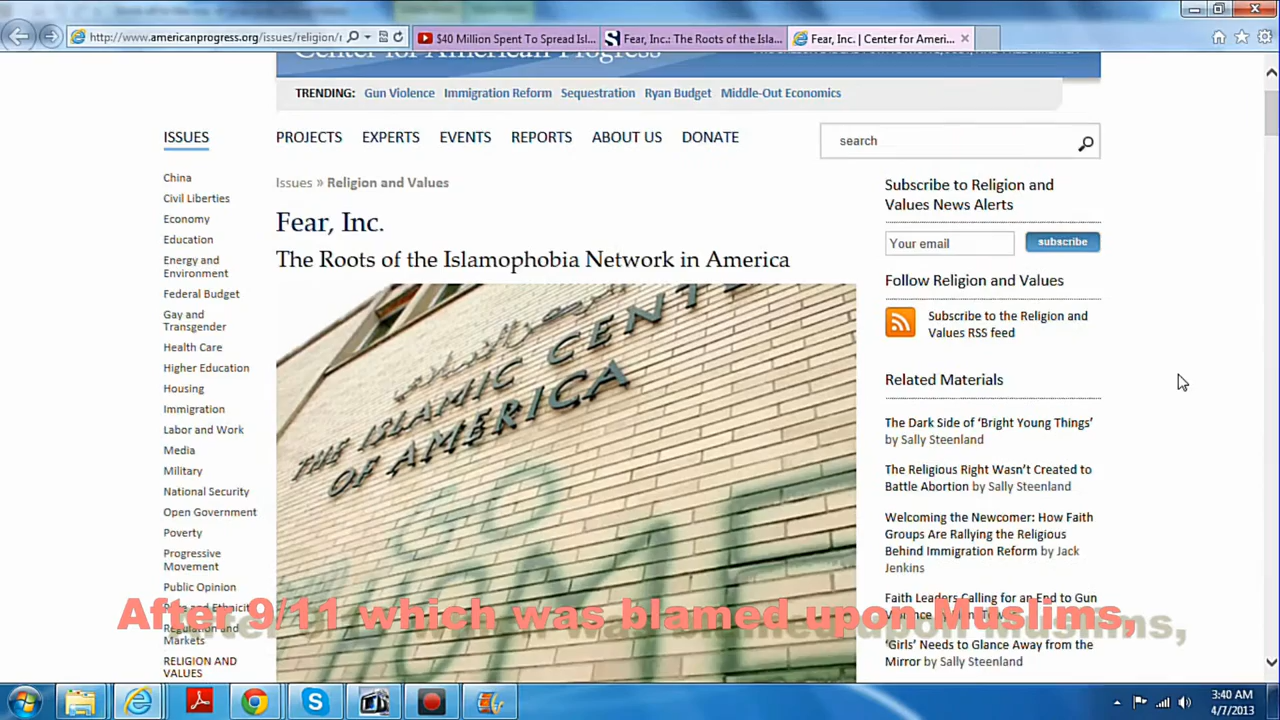 http://www.americanprogress.org/issues/religion/r
$40 Million Spent To Spread Isl...
Fear, Inc.: The Roots of the Isla...
Fear, Inc. | Center for Ameri...
Center for American Progress
TRENDING: Gun Violence Immigration Reform Sequestration Ryan Budget Middle-Out Economics
ISSUES PROJECTS EXPERTS EVENTS REPORTS ABOUT US DONATE
search
China
Civil Liberties
Economy
Education
Energy and
Environment
Federal Budget
Gay and
Transgender
Health Care
Higher Education
Housing
Immigration
Labor and Work
Media
Military
National Security
Open Government
Poverty
Progressive
Movement
Public Opinion
Regulation and
Markets
RELIGION AND
VALUES
Issues » Religion and Values
Fear, Inc.
The Roots of the Islamophobia Network in America
THE ISLAMIC CENTE
OF AMERICA
GO
HOME
Subscribe to Religion and
Values News Alerts
Your email subscribe
Follow Religion and Values
Subscribe to the Religion and
Values RSS feed
Related Materials
The Dark Side of ‘Bright Young Things’
by Sally Steenland
The Religious Right Wasn’t Created to
Battle Abortion by Sally Steenland
Welcoming the Newcomer: How Faith
Groups Are Rallying the Religious
Behind Immigration Reform by Jack
Jenkins
Faith Leaders Calling for an End to Gun
‘Girls’ Needs to Glance Away from the
Mirror by Sally Steenland
After 9/11 which was blamed upon Muslims,
3:40 AM
4/7/2013